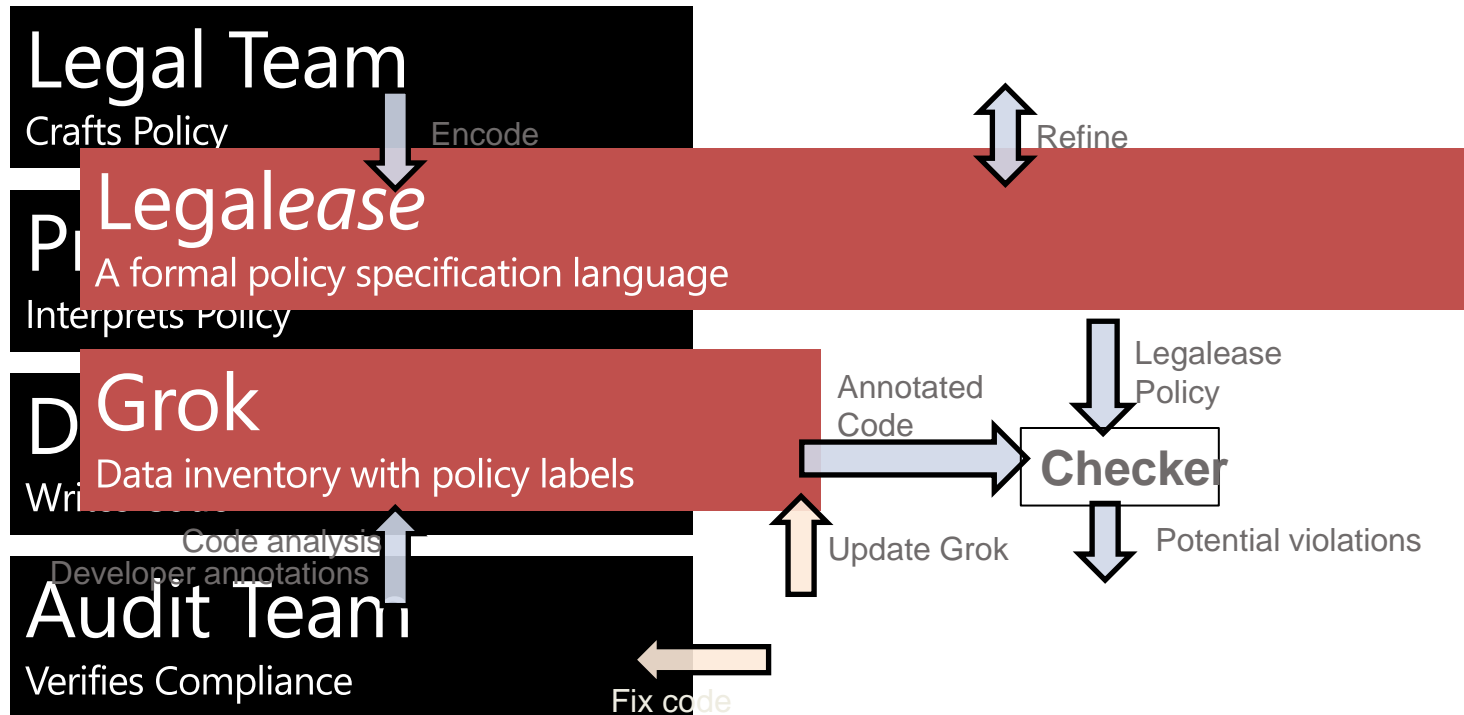 Legal Team
Crafts Policy
Encode
Refine
Legalease
A formal policy specification language
Interprets Policy
Legalease
Policy
Grok
Data inventory with policy labels
Annotated
Code
Checker
Code analysis
Developer annotations
Update Grok
Potential violations
Audit Team
Verifies Compliance
Fix code